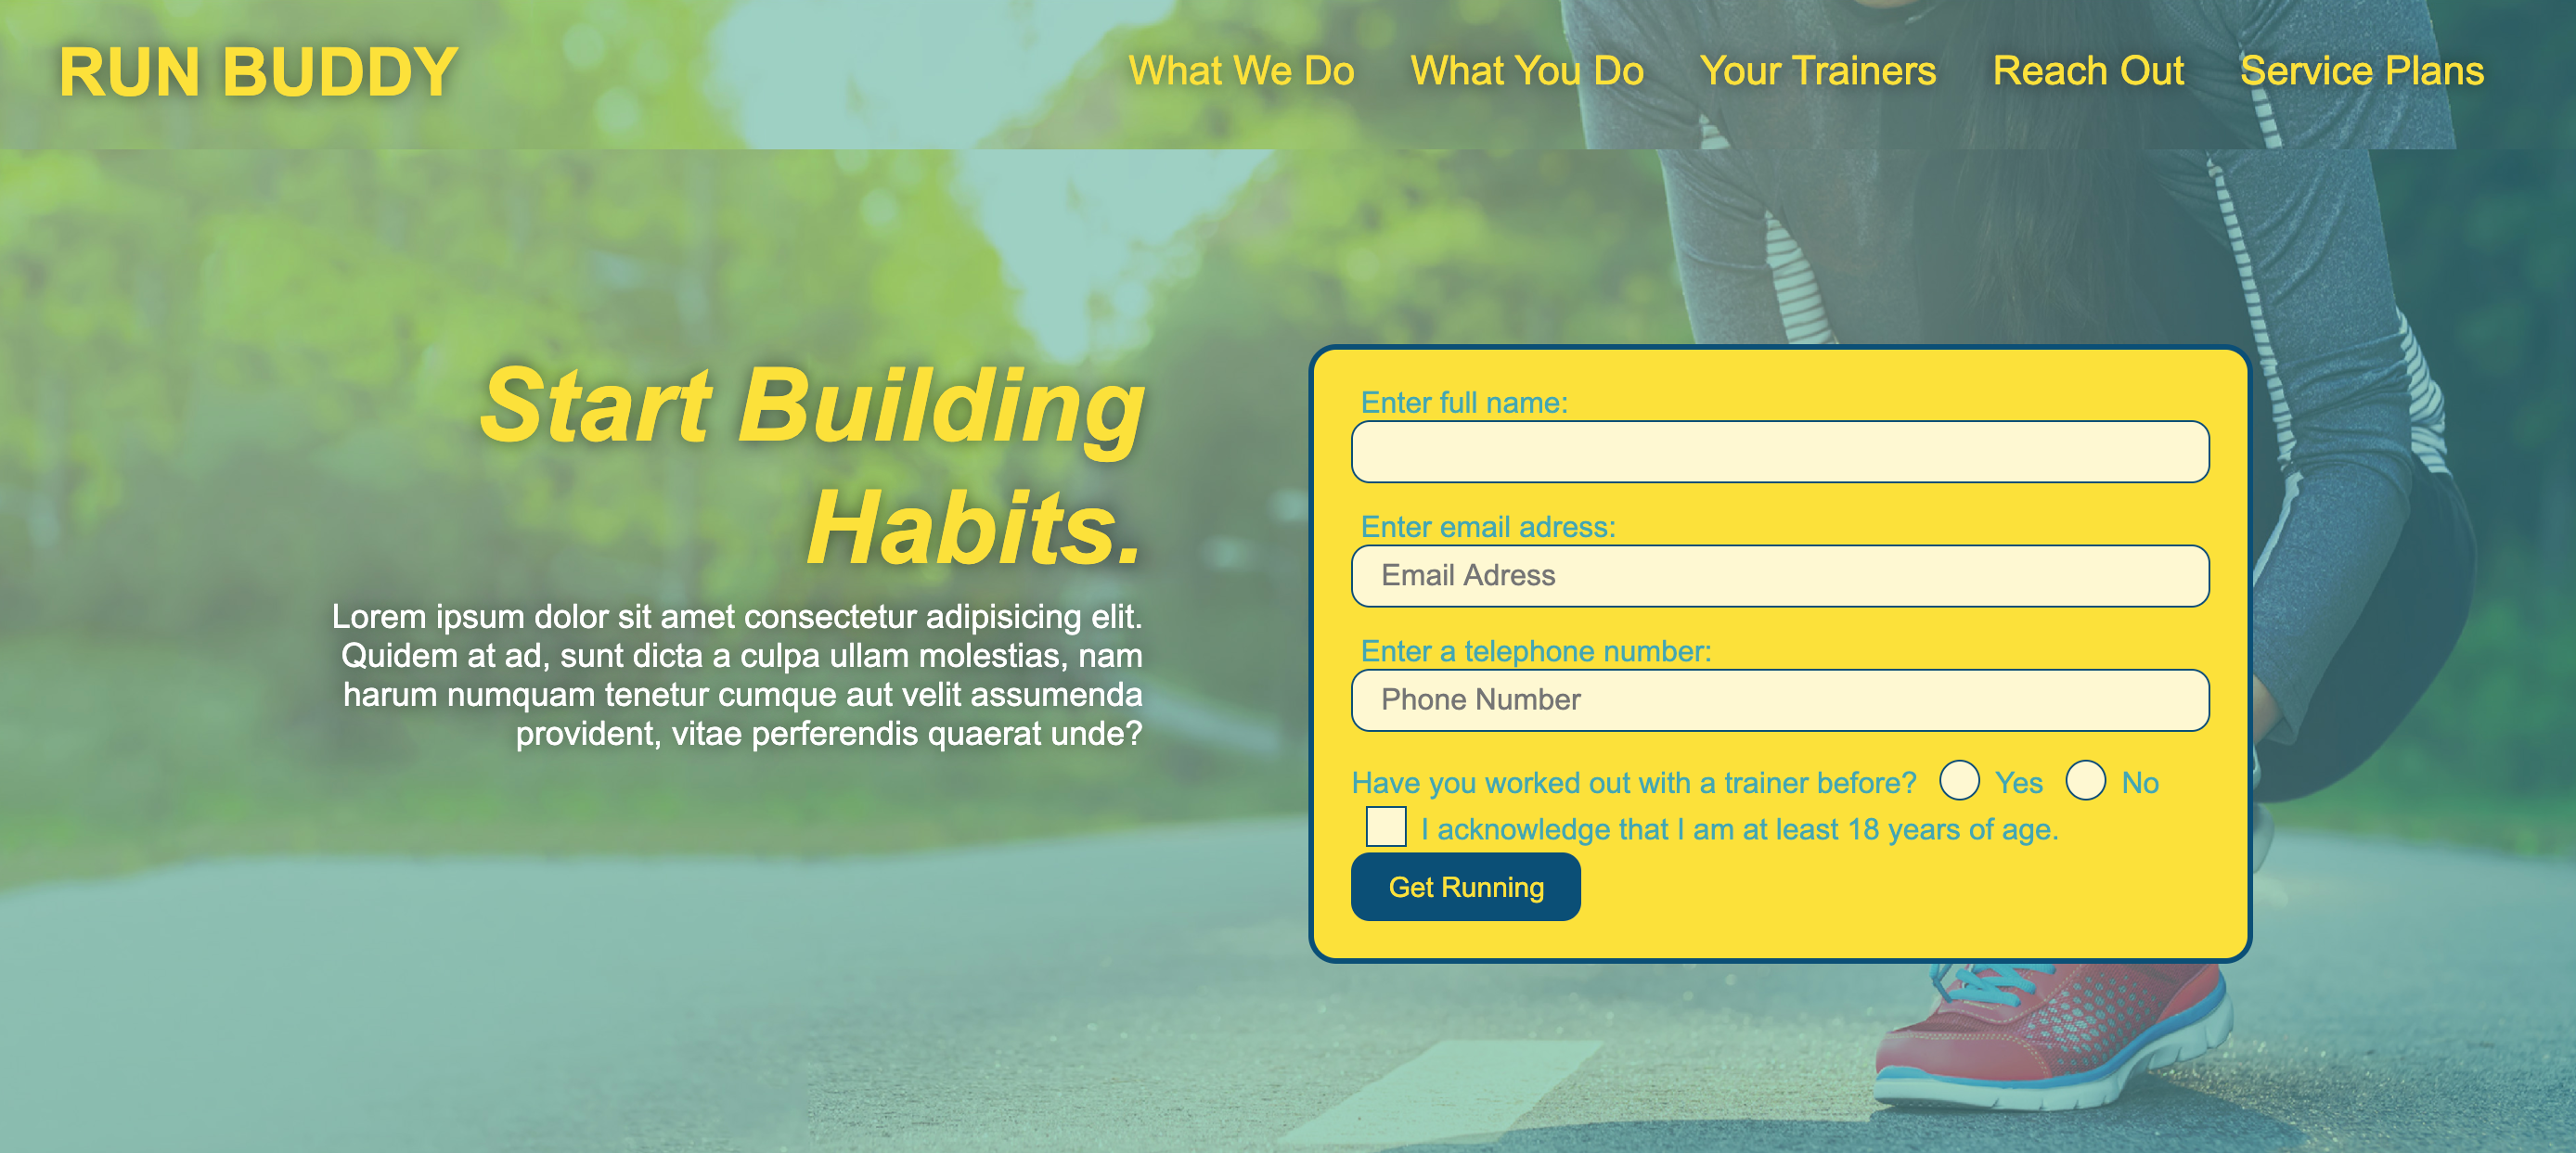 RUN BUDDY
What We Do What You Do Your Trainers Reach Out Service Plans
Start Building
Habits.
Lorem ipsum dolor sit amet consectetur adipisicing elit.
Quidem at ad, sunt dicta a culpa ullam molestias, nam
harum numquam tenetur cumque aut velit assumenda
provident, vitae perferendis quaerat unde?
Enter full name:
Enter email adress:
Email Adress
Enter a telephone number:
Phone Number
Have you worked out with a trainer before? Yes No
I acknowledge that I am at least 18 years of age.
Get Running